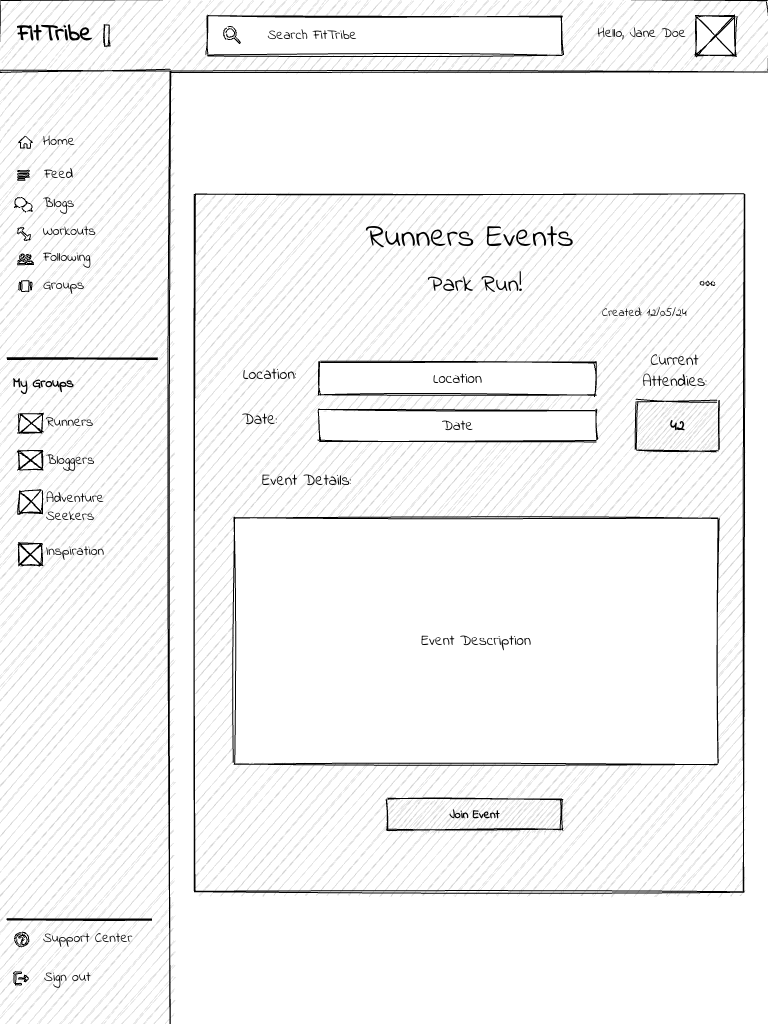 FitTribe
Search FitTribe
Hello, Jane Doe
Home
Feed
Blogs
Workouts
Following
Groups
My Groups
Runners
Bloggers
Adventure
Seekers
Inspiration
Support Center
Sign out
Runners Events
Park Run!
Created: 12/05/24
Location:
Location
Date:
Date
Current
Attendies:
42
Event Details:
Event Description
Join Event